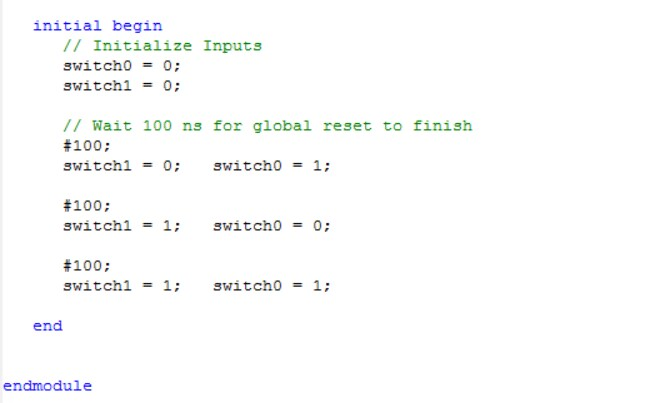 initial begin
// Initialize Inputs
switch0 = 0;
switch1 = 0;
// Wait 100 ns for global reset to finish
#100;
switch1 = 0;   switch0 = 1;
#100;
switch1 = 1;   switch0 = 0;
#100;
switch1 = 1;   switch0 = 1;
end
endmodule